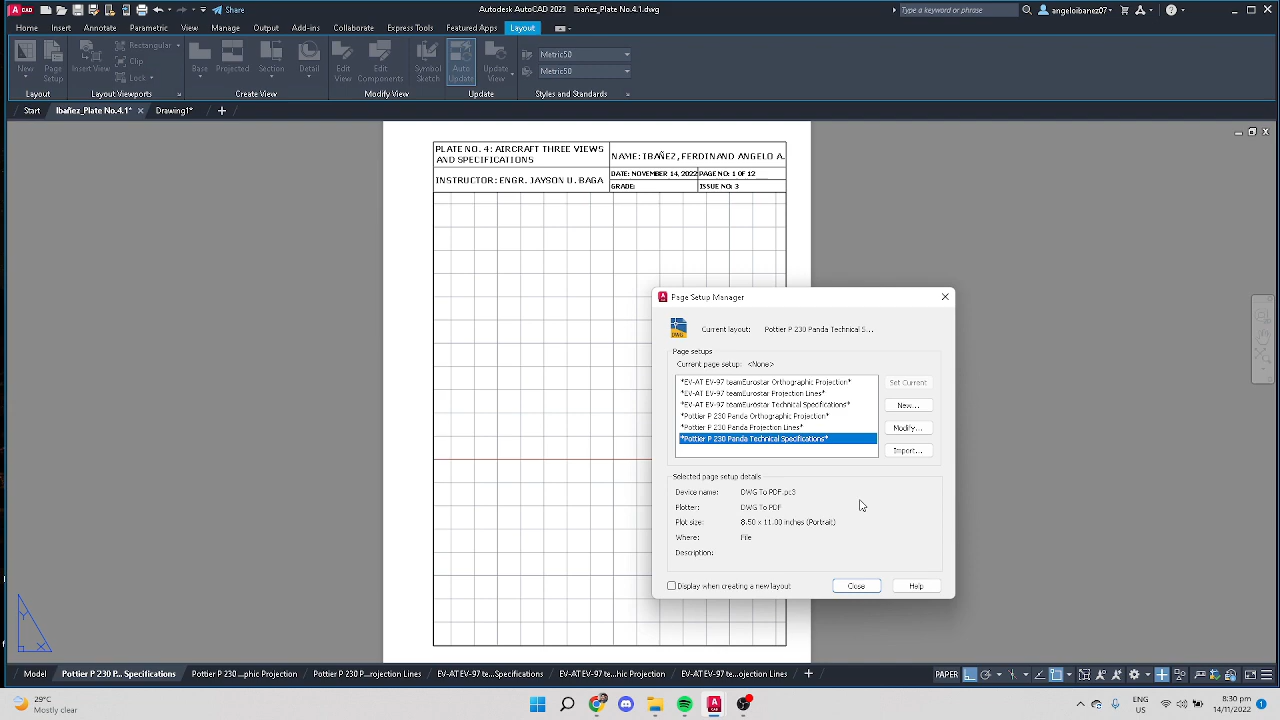 CAD
Share
Autodesk AutoCAD 2023
Ibañez_Plate No.4.1.dwg
Type a keyword or phrase
angeloibanez07
Home
Insert
Annotate
Parametric
View
Manage
Output
Add-ins
Collaborate
Express Tools
Featured Apps
Layout
New
Page
Setup
Insert View
Rectangular
Clip
Lock
Base
Projected
Section
Detail
Edit
View
Edit
Components
Symbol
Sketch
Auto
Update
Update
View
Metric50
Metric50
Layout
Layout Viewports
Create View
Modify View
Update
Styles and Standards
Start
Ibañez_Plate No.4.1*
Drawing1*
PLATE NO. 4: AIRCRAFT THREE VIEWS
AND SPECIFICATIONS
NAME: IBAÑEZ, FERDINAND ANGELO A.
INSTRUCTOR: ENGR. JAYSON U. BAGA
DATE: NOVEMBER 14, 2022
PAGE NO: 1 OF 12
GRADE:
ISSUE NO: 3
Page Setup Manager
DWG
Current layout:
Pottier P 230 Panda Technical S...
Page setups
Current page setup: <None>
*EV-AT EV-97 teamEurostar Orthographic Projection*
*EV-AT EV-97 teamEurostar Projection Lines*
*EV-AT EV-97 teamEurostar Technical Specifications*
*Pottier P 230 Panda Orthographic Projection*
*Pottier P 230 Panda Projection Lines*
*Pottier P 230 Panda Technical Specifications*
Set Current
New...
Modify...
Import...
Selected page setup details
Device name: DWG To PDF.pc3
Plotter: DWG To PDF
Plot size: 8.50 x 11.00 inches (Portrait)
Where: File
Description:
Display when creating a new layout
Close
Help
Y
X
Model
Pottier P 230 P... Specifications
Pottier P 230 ...ographic Projection
Pottier P 230 P...rojection Lines
EV-ATEV-97 te...Specifications
EV-ATEV-97 te...phic Projection
EV-ATEV-97 te...ojection Lines
PAPER
29°C
Mostly clear
ENG
US
8:30 pm
14/11/2022